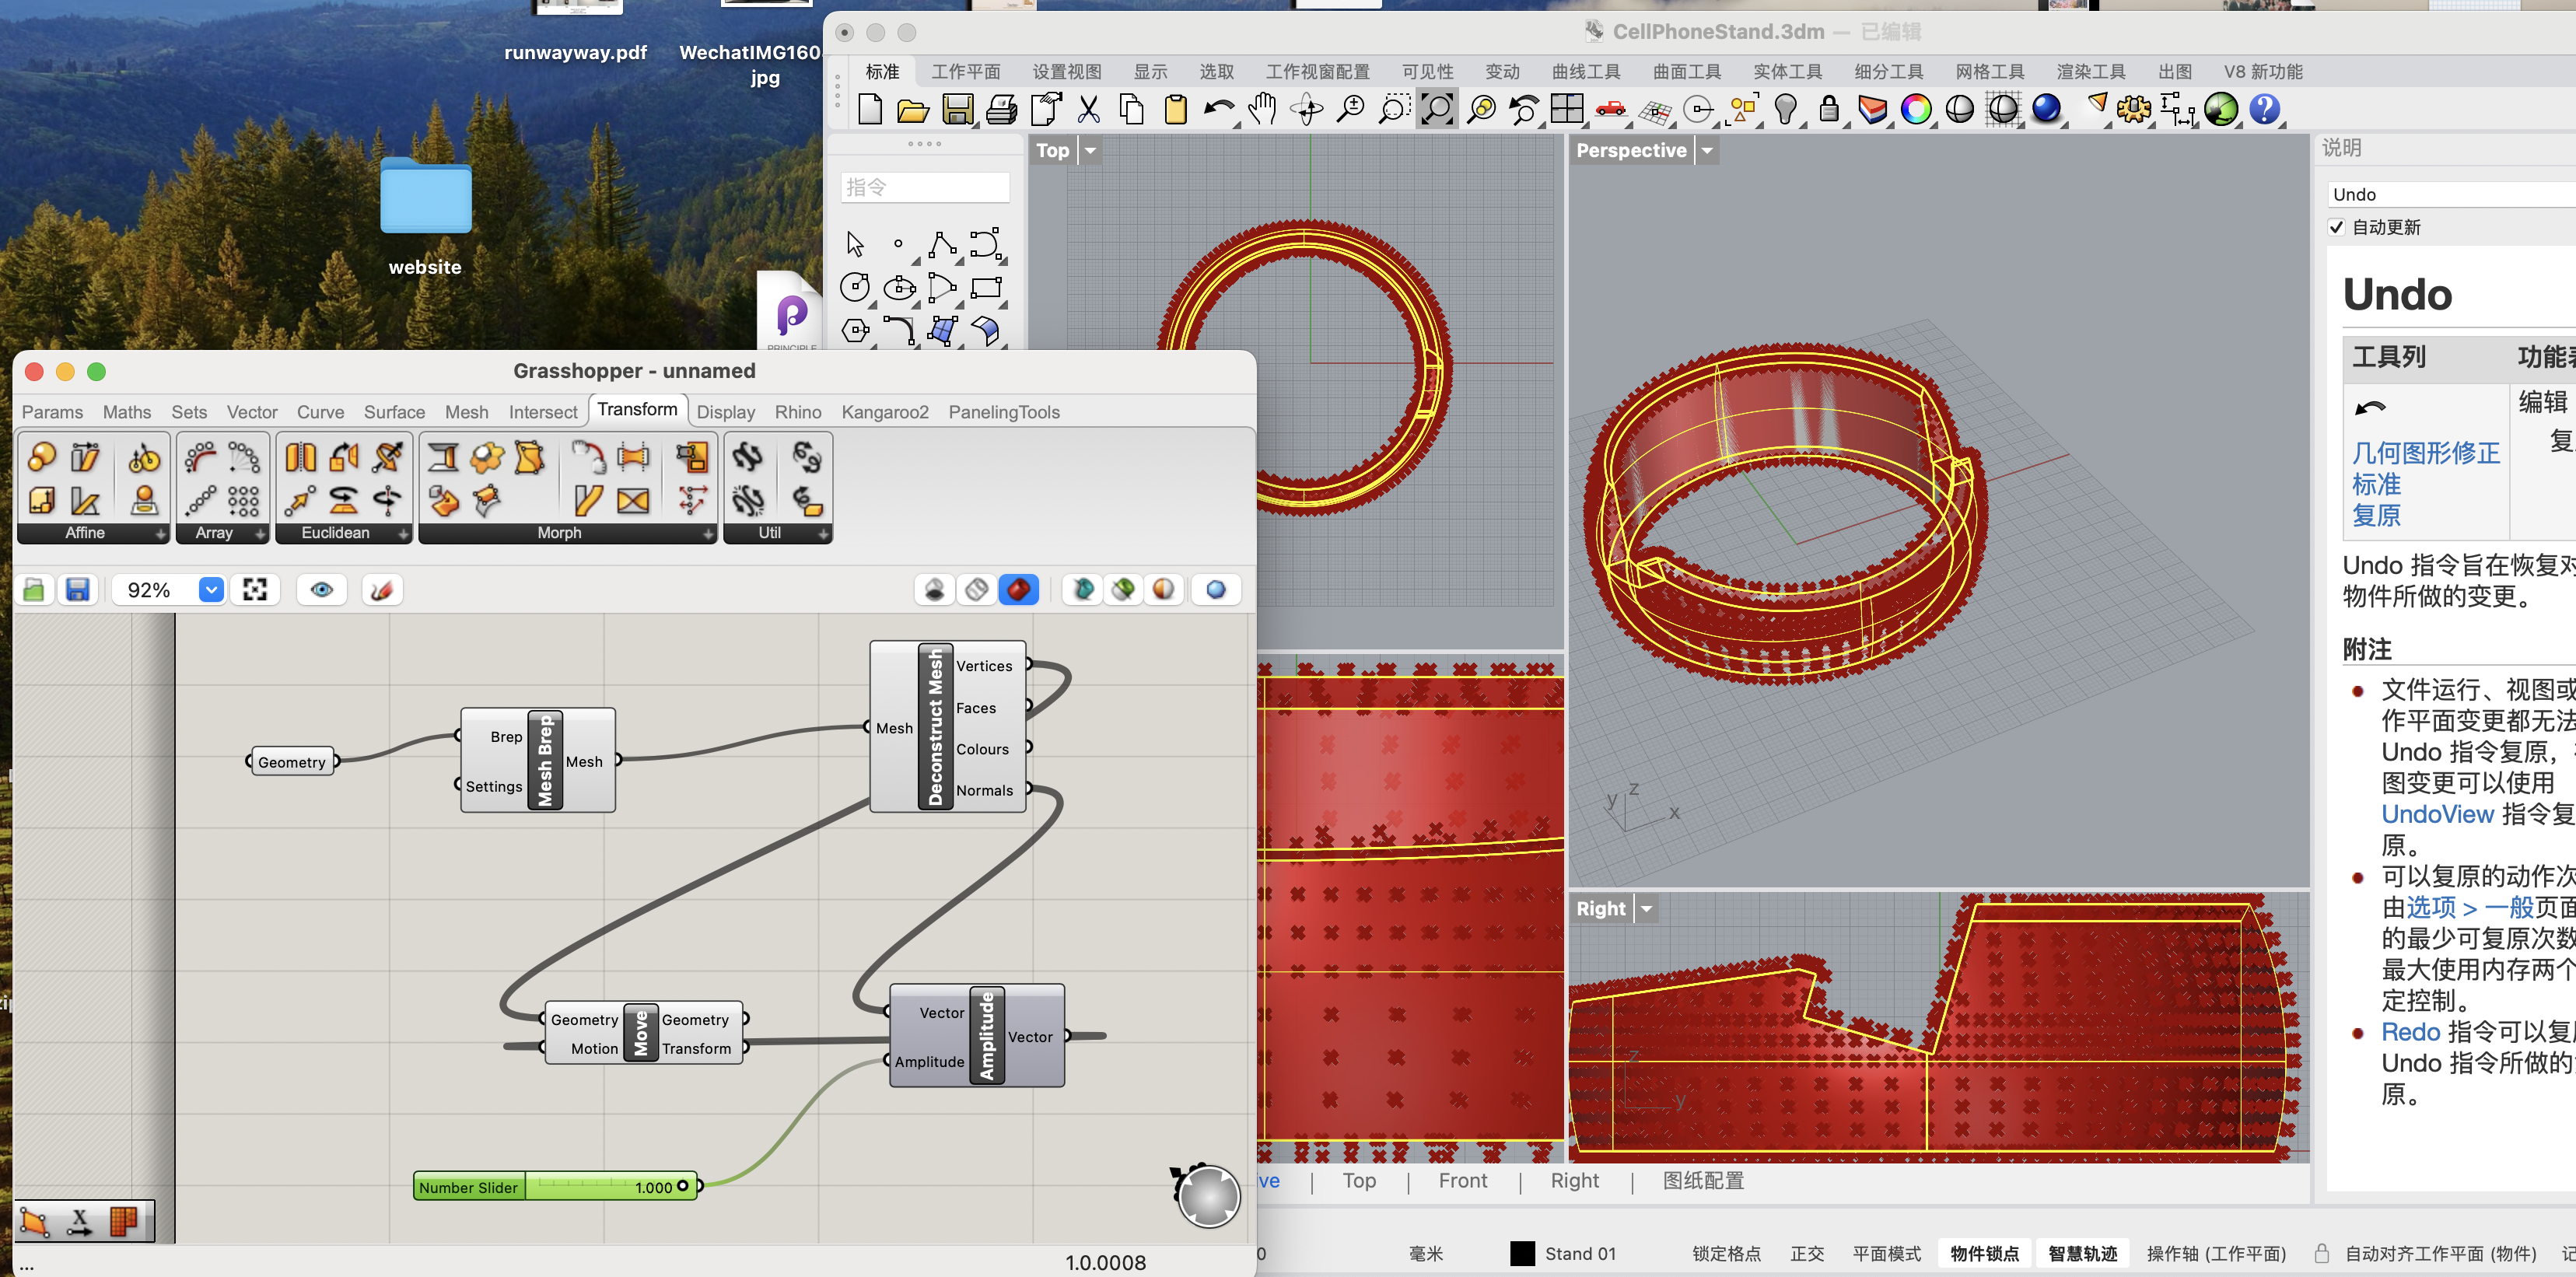 runwayway.pdf
WechatIMG160
jpg
website
PRINCIPLE
CellPhoneStand.3dm — 已编辑
标准 工作平面 设置视图 显示 选取 工作视窗配置 可见性 变动 曲线工具 曲面工具 实体工具 细分工具 网格工具 渲染工具 出图 V8 新功能
指令
Top
Perspective
Right
z
y
x
z
y
说明
Undo
自动更新
Undo
工具列 功能
编辑
几何图形修正
标准
复原
Undo 指令旨在恢复对
物件所做的变更。
附注
文件运行、视图或
作平面变更都无法
Undo 指令复原，
图变更可以使用
UndoView 指令复
原。
可以复原的动作次
由选项 > 一般页面
的最少可复原次数
最大使用内存两个
定控制。
Redo 指令可以复原
Undo 指令所做的
原。
Grasshopper - unnamed
Params Maths Sets Vector Curve Surface Mesh Intersect Transform Display Rhino Kangaroo2 PanelingTools
Affine Array Euclidean Morph Util
92%
Geometry
Brep
Settings
Mesh Brep
Mesh
Mesh
Deconstruct Mesh
Vertices
Faces
Colours
Normals
Geometry
Motion
Move
Geometry
Transform
Vector
Amplitude
Amplitude
Vector
Number Slider 1.000
X
...
1.0.0008
ve | Top | Front | Right | 图纸配置
0 毫米 Stand 01 锁定格点 正交 平面模式 物件锁点 智慧轨迹 操作轴 (工作平面) 自动对齐工作平面 (物件) 记